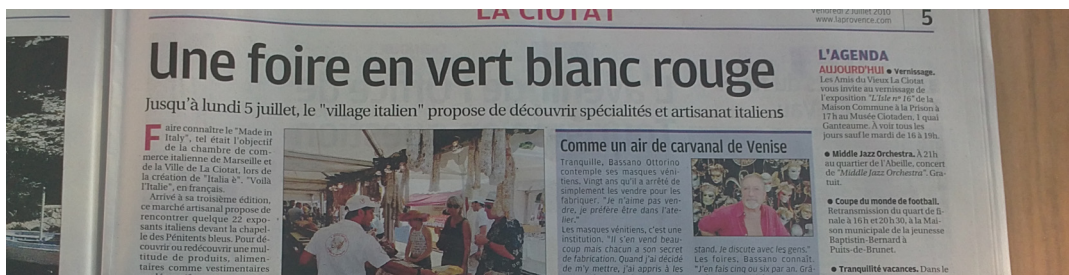 LA CIOTAT
Vendredi 2 Juillet 2010
www.laprovence.com
5
Une foire en vert blanc rouge
Jusqu'à lundi 5 juillet, le "village italien" propose de découvrir spécialités et artisanat italiens
Faire connaître le "Made in
Italy", tel était l'objectif
de la chambre de com-
merce italienne de Marseille et
de la Ville de La Ciotat, lors de
la création de "Italia è", "Voilà
l'Italie", en français.
Arrivé à sa troisième édition,
ce marché artisanal propose de
rencontrer quelque 22 expo-
sants italiens devant la chapel-
le des Pénitents bleus. Pour dé-
couvrir ou redécouvrir une mul-
titude de produits, alimen-
taires comme vestimentaires
Comme un air de carvanal de Venise
Tranquille, Bassano Ottorino
contemple ses masques véni-
tiens. Vingt ans qu'il a arrêté de
simplement les vendre pour les
fabriquer. "Je n'aime pas ven-
dre, je préfère être dans l'ate-
lier."
Les masques vénitiens, c'est une
institution. "Il s'en vend beau-
coup mais chacun a son secret
de fabrication. Quand j'ai décidé
de m'y mettre, j'ai appris à les
stand. Je discute avec les gens."
Les foires, Bassano connaît.
"J'en fais cinq ou six par an. Grâ-
L'AGENDA
AUJOURD'HUI ● Vernissage.
Les Amis du Vieux La Ciotat
vous invite au vernissage de
l'exposition "L'Isle n° 16" de la
Maison Commune à la Prison à
17 h au Musée Ciotaden, 1 quai
Ganteaume. À voir tous les
jours sauf mardi de 16 à 19h.
● Middle Jazz Orchestra. À 21h
au quartier de l'Abeille, concert
de "Middle Jazz Orchestra". Gra-
tuit.
● Coupe du monde de football.
Retransmission du quart de fi-
nale à 16h et 20h30, à la Mai-
son municipale de la jeunesse
Baptistin-Bernard à
Puits-de-Brunet.
● Tranquilité vacances. Dans le